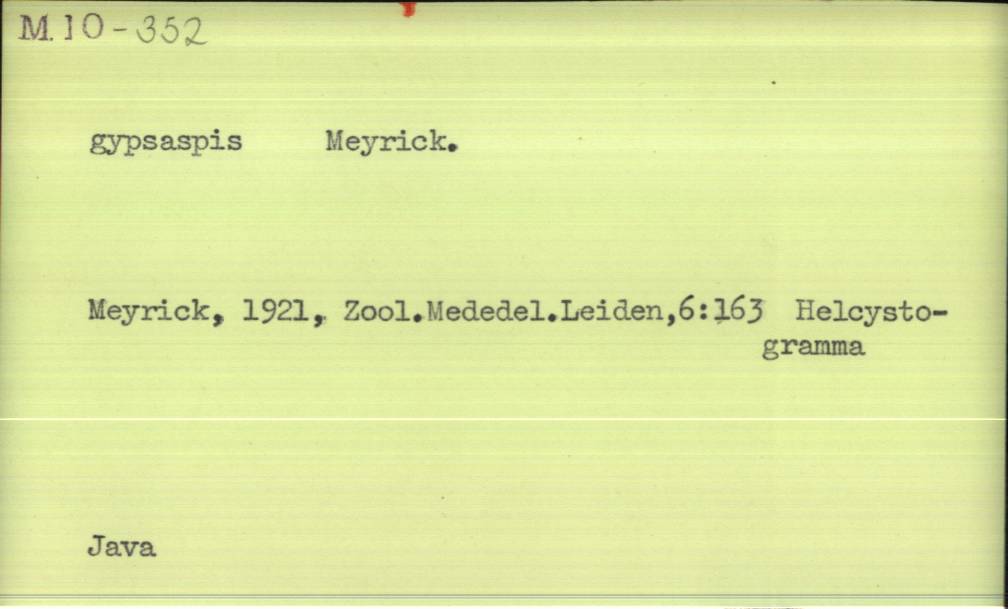 M.10-352
gypsaspis Meyrick.
Meyrick, 1921, Zool.Mededel.Leiden,6:163 Helcysto-
gramma
Java